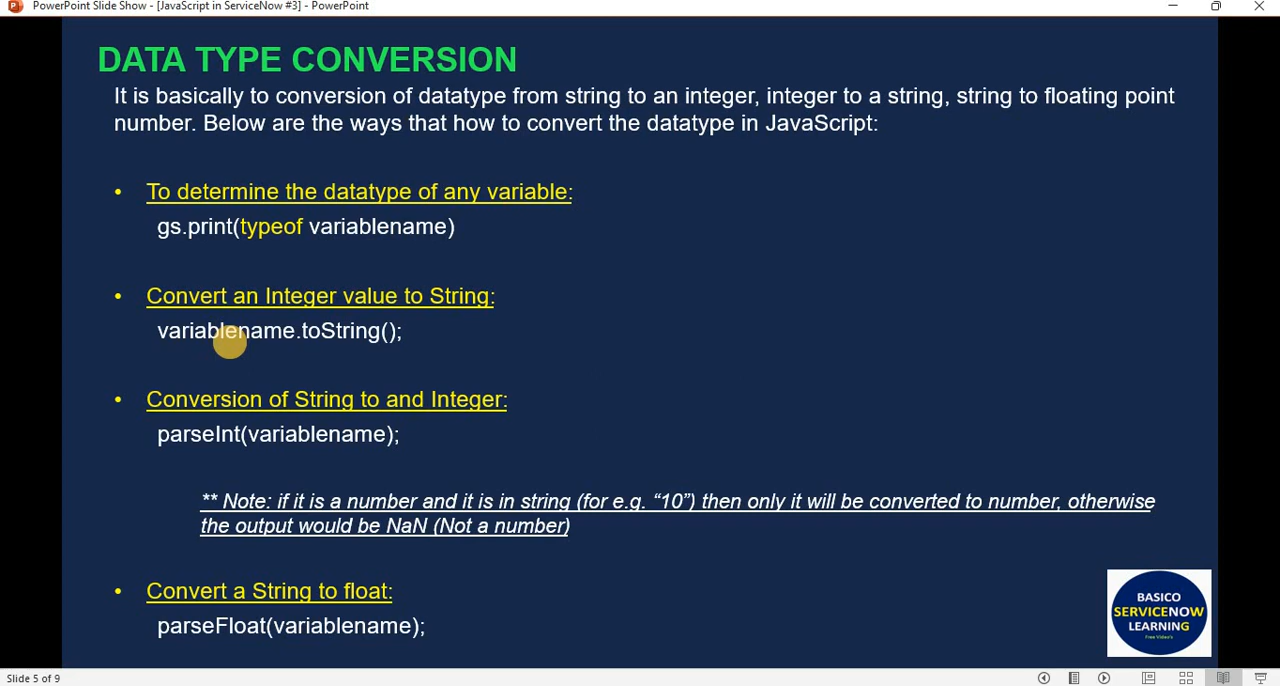 PowerPoint Slide Show - [JavaScript in ServiceNow #3] - PowerPoint
DATA TYPE CONVERSION
It is basically to conversion of datatype from string to an integer, integer to a string, string to floating point
number. Below are the ways that how to convert the datatype in JavaScript:
• To determine the datatype of any variable:
gs.print(typeof variablename)
• Convert an Integer value to String:
variablename.toString();
• Conversion of String to and Integer:
parseInt(variablename);
** Note: if it is a number and it is in string (for e.g. “10”) then only it will be converted to number, otherwise
the output would be NaN (Not a number)
• Convert a String to float:
parseFloat(variablename);
BASICO
SERVICENOW
LEARNING
Free Video's
Slide 5 of 9